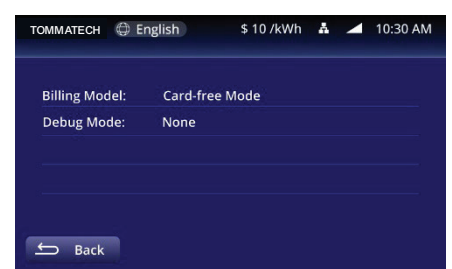 TOMMATECH English $ 10 /kWh 10:30 AM
Billing Model: Card-free Mode
Debug Mode: None
Back